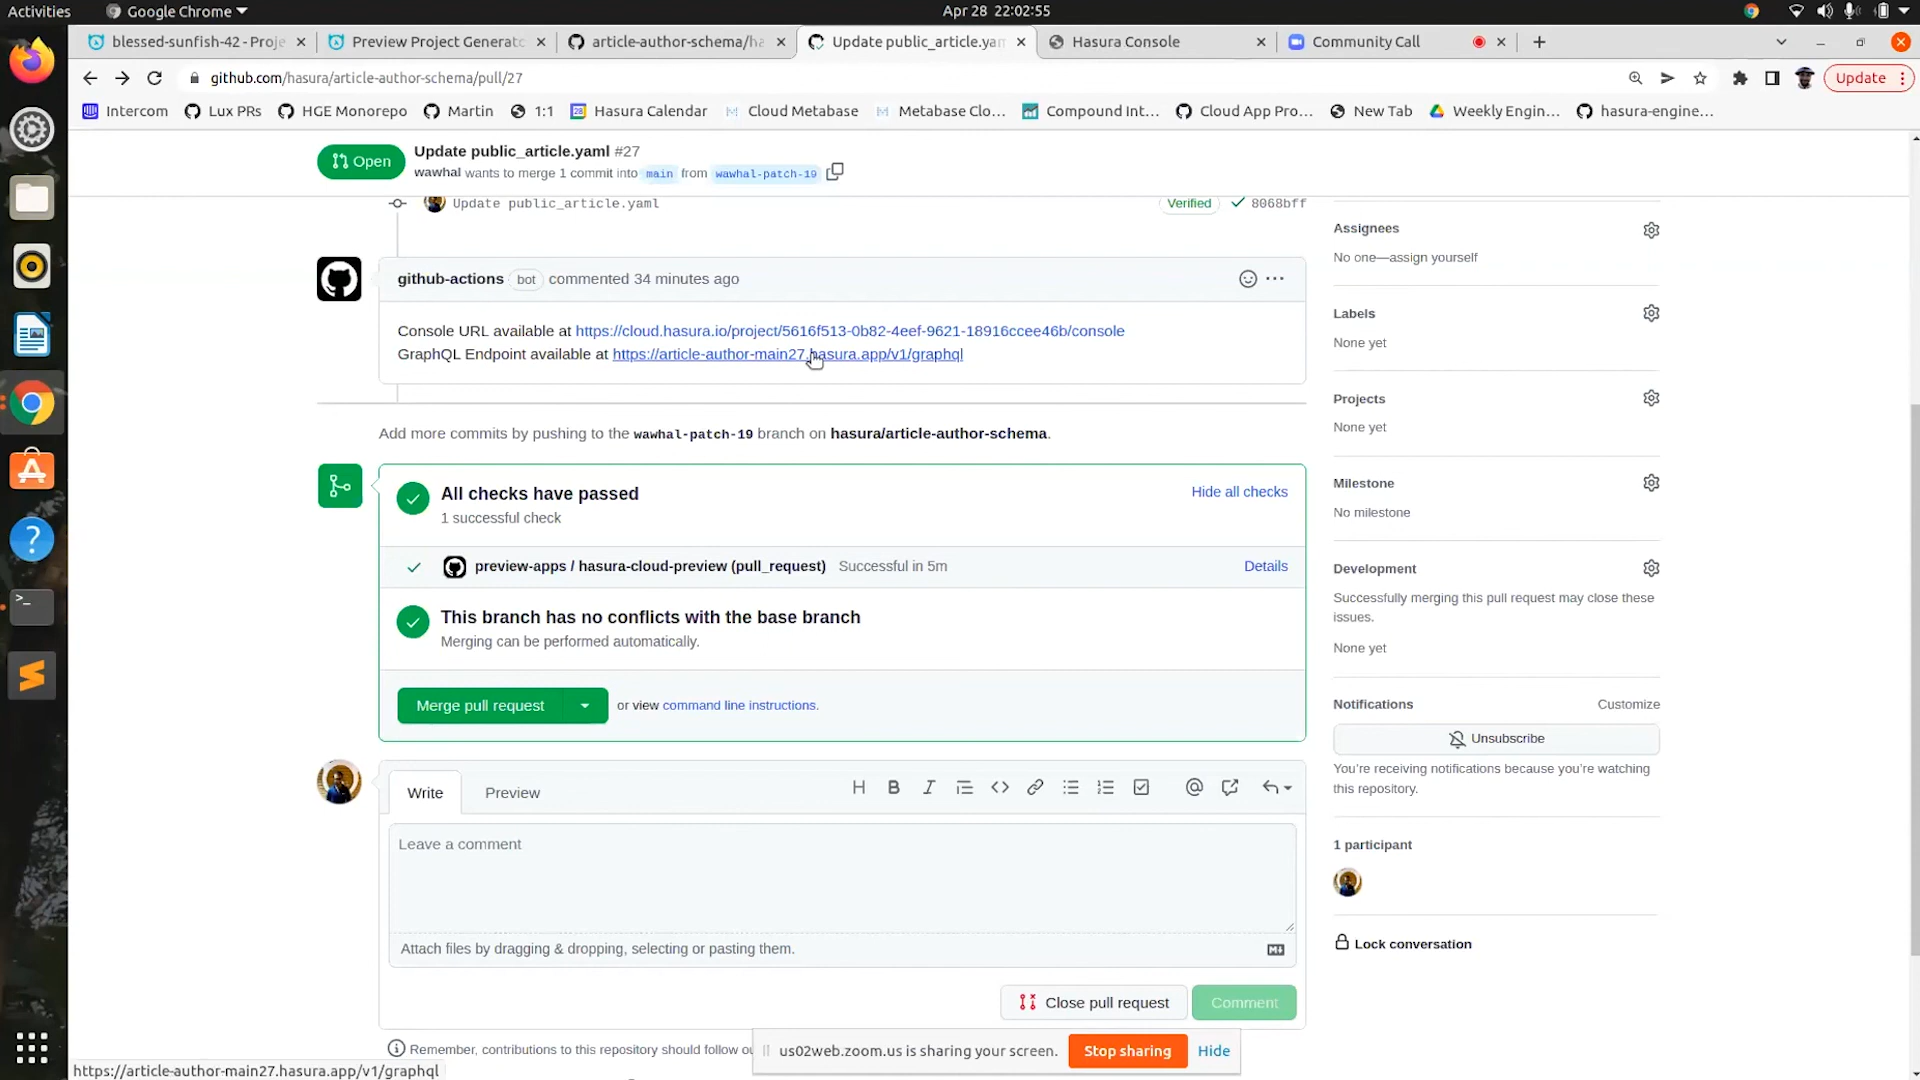 Activities
Google Chrome
Apr 28 22:02:55
blessed-sunfish-42 - Proje
Preview Project Generato
article-author-schema/ha
Update public_article.yam
Hasura Console
Community Call
github.com/hasura/article-author-schema/pull/27
Update
Intercom
Lux PRs
HGE Monorepo
Martin
1:1
Hasura Calendar
Cloud Metabase
Metabase Clo...
Compound Int...
Cloud App Pro...
New Tab
Weekly Engin...
hasura-engine...
Open
Update public_article.yaml #27
wawhal wants to merge 1 commit into main from wawhal-patch-19
Update public_article.yaml
Verified
8068bff
github-actions bot commented 34 minutes ago
Console URL available at https://cloud.hasura.io/project/5616f513-0b82-4eef-9621-18916ccee46b/console
GraphQL Endpoint available at https://article-author-main27.hasura.app/v1/graphql
Add more commits by pushing to the wawhal-patch-19 branch on hasura/article-author-schema.
All checks have passed
Hide all checks
1 successful check
preview-apps / hasura-cloud-preview (pull_request) Successful in 5m
Details
This branch has no conflicts with the base branch
Merging can be performed automatically.
Merge pull request
or view command line instructions.
Write
Preview
Leave a comment
Attach files by dragging & dropping, selecting or pasting them.
Close pull request
Comment
Remember, contributions to this repository should follow ou
Assignees
No one—assign yourself
Labels
None yet
Projects
None yet
Milestone
No milestone
Development
Successfully merging this pull request may close these
issues.
None yet
Notifications
Customize
Unsubscribe
You're receiving notifications because you're watching
this repository.
1 participant
Lock conversation
us02web.zoom.us is sharing your screen.
Stop sharing
Hide
https://article-author-main27.hasura.app/v1/graphql